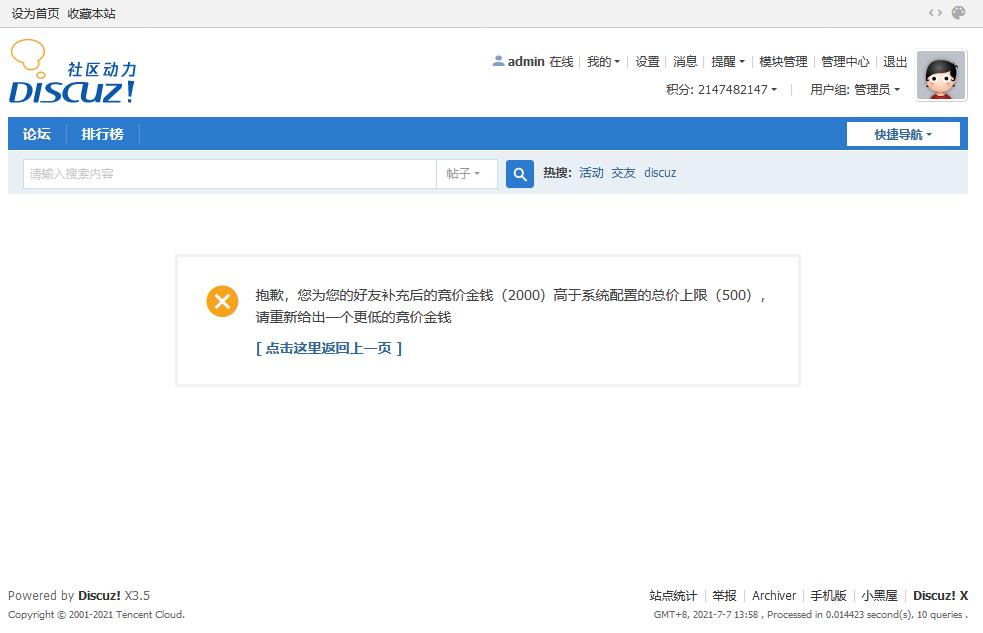 设为首页 收藏本站
社区动力
DISCUZ!
admin 在线 我的 设置 消息 提醒 模块管理 管理中心 退出
积分: 2147482147 用户组: 管理员
论坛 排行榜 快捷导航
请输入搜索内容 帖子 热搜: 活动 交友 discuz
抱歉，您为您的好友补充后的竞价金钱（2000）高于系统配置的总价上限（500），
请重新给出一个更低的竞价金钱
[ 点击这里返回上一页 ]
Powered by Discuz! X3.5 站点统计 举报 Archiver 手机版 小黑屋 Discuz! X
Copyright © 2001-2021 Tencent Cloud. GMT+8, 2021-7-7 13:58 , Processed in 0.014423 second(s), 10 queries .